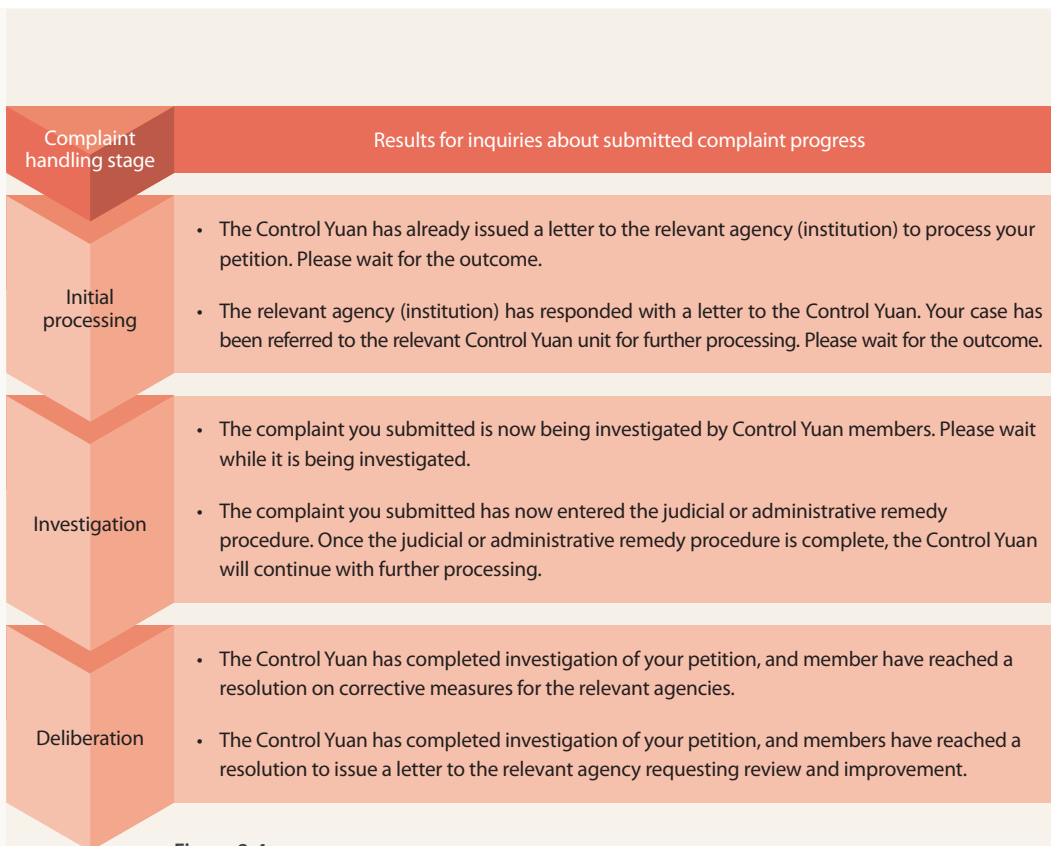 Complaint
handling stage
Results for inquiries about submitted complaint progress
Initial
processing
• The Control Yuan has already issued a letter to the relevant agency (institution) to process your
petition. Please wait for the outcome.
• The relevant agency (institution) has responded with a letter to the Control Yuan. Your case has
been referred to the relevant Control Yuan unit for further processing. Please wait for the outcome.
Investigation
• The complaint you submitted is now being investigated by Control Yuan members. Please wait
while it is being investigated.
• The complaint you submitted has now entered the judicial or administrative remedy
procedure. Once the judicial or administrative remedy procedure is complete, the Control Yuan
will continue with further processing.
Deliberation
• The Control Yuan has completed investigation of your petition, and member have reached a
resolution on corrective measures for the relevant agencies.
• The Control Yuan has completed investigation of your petition, and members have reached a
resolution to issue a letter to the relevant agency requesting review and improvement.